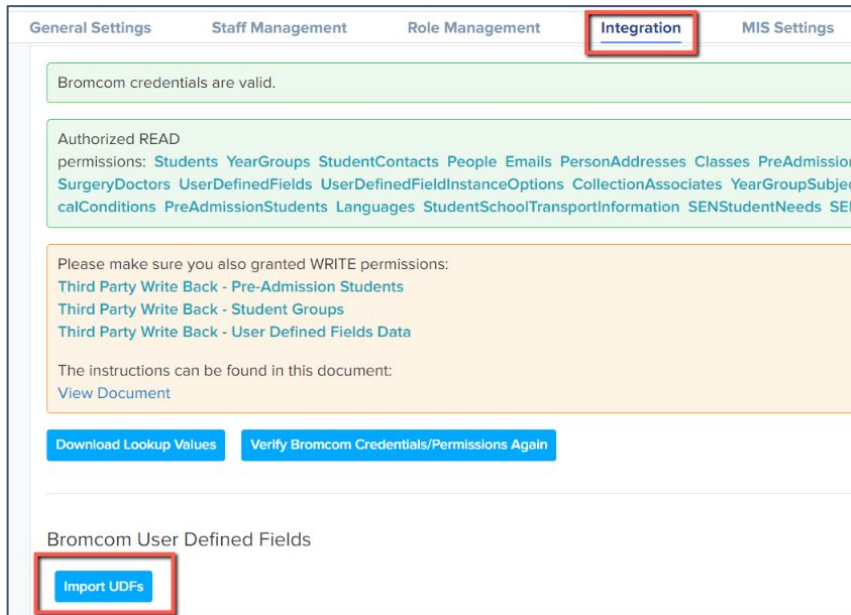 General Settings Staff Management Role Management Integration MIS Settings
Bromcom credentials are valid.
Authorized READ
permissions: Students YearGroups StudentContacts People Emails PersonAddresses Classes PreAdmission
SurgeryDoctors UserDefinedFields UserDefinedFieldInstanceOptions CollectionAssociates YearGroupSubje
calConditions PreAdmissionStudents Languages StudentSchoolTransportInformation SENStudentNeeds SE
Please make sure you also granted WRITE permissions:
Third Party Write Back - Pre-Admission Students
Third Party Write Back - Student Groups
Third Party Write Back - User Defined Fields Data
The instructions can be found in this document:
View Document
Download Lookup Values Verify Bromcom Credentials/Permissions Again
Bromcom User Defined Fields
Import UDFs